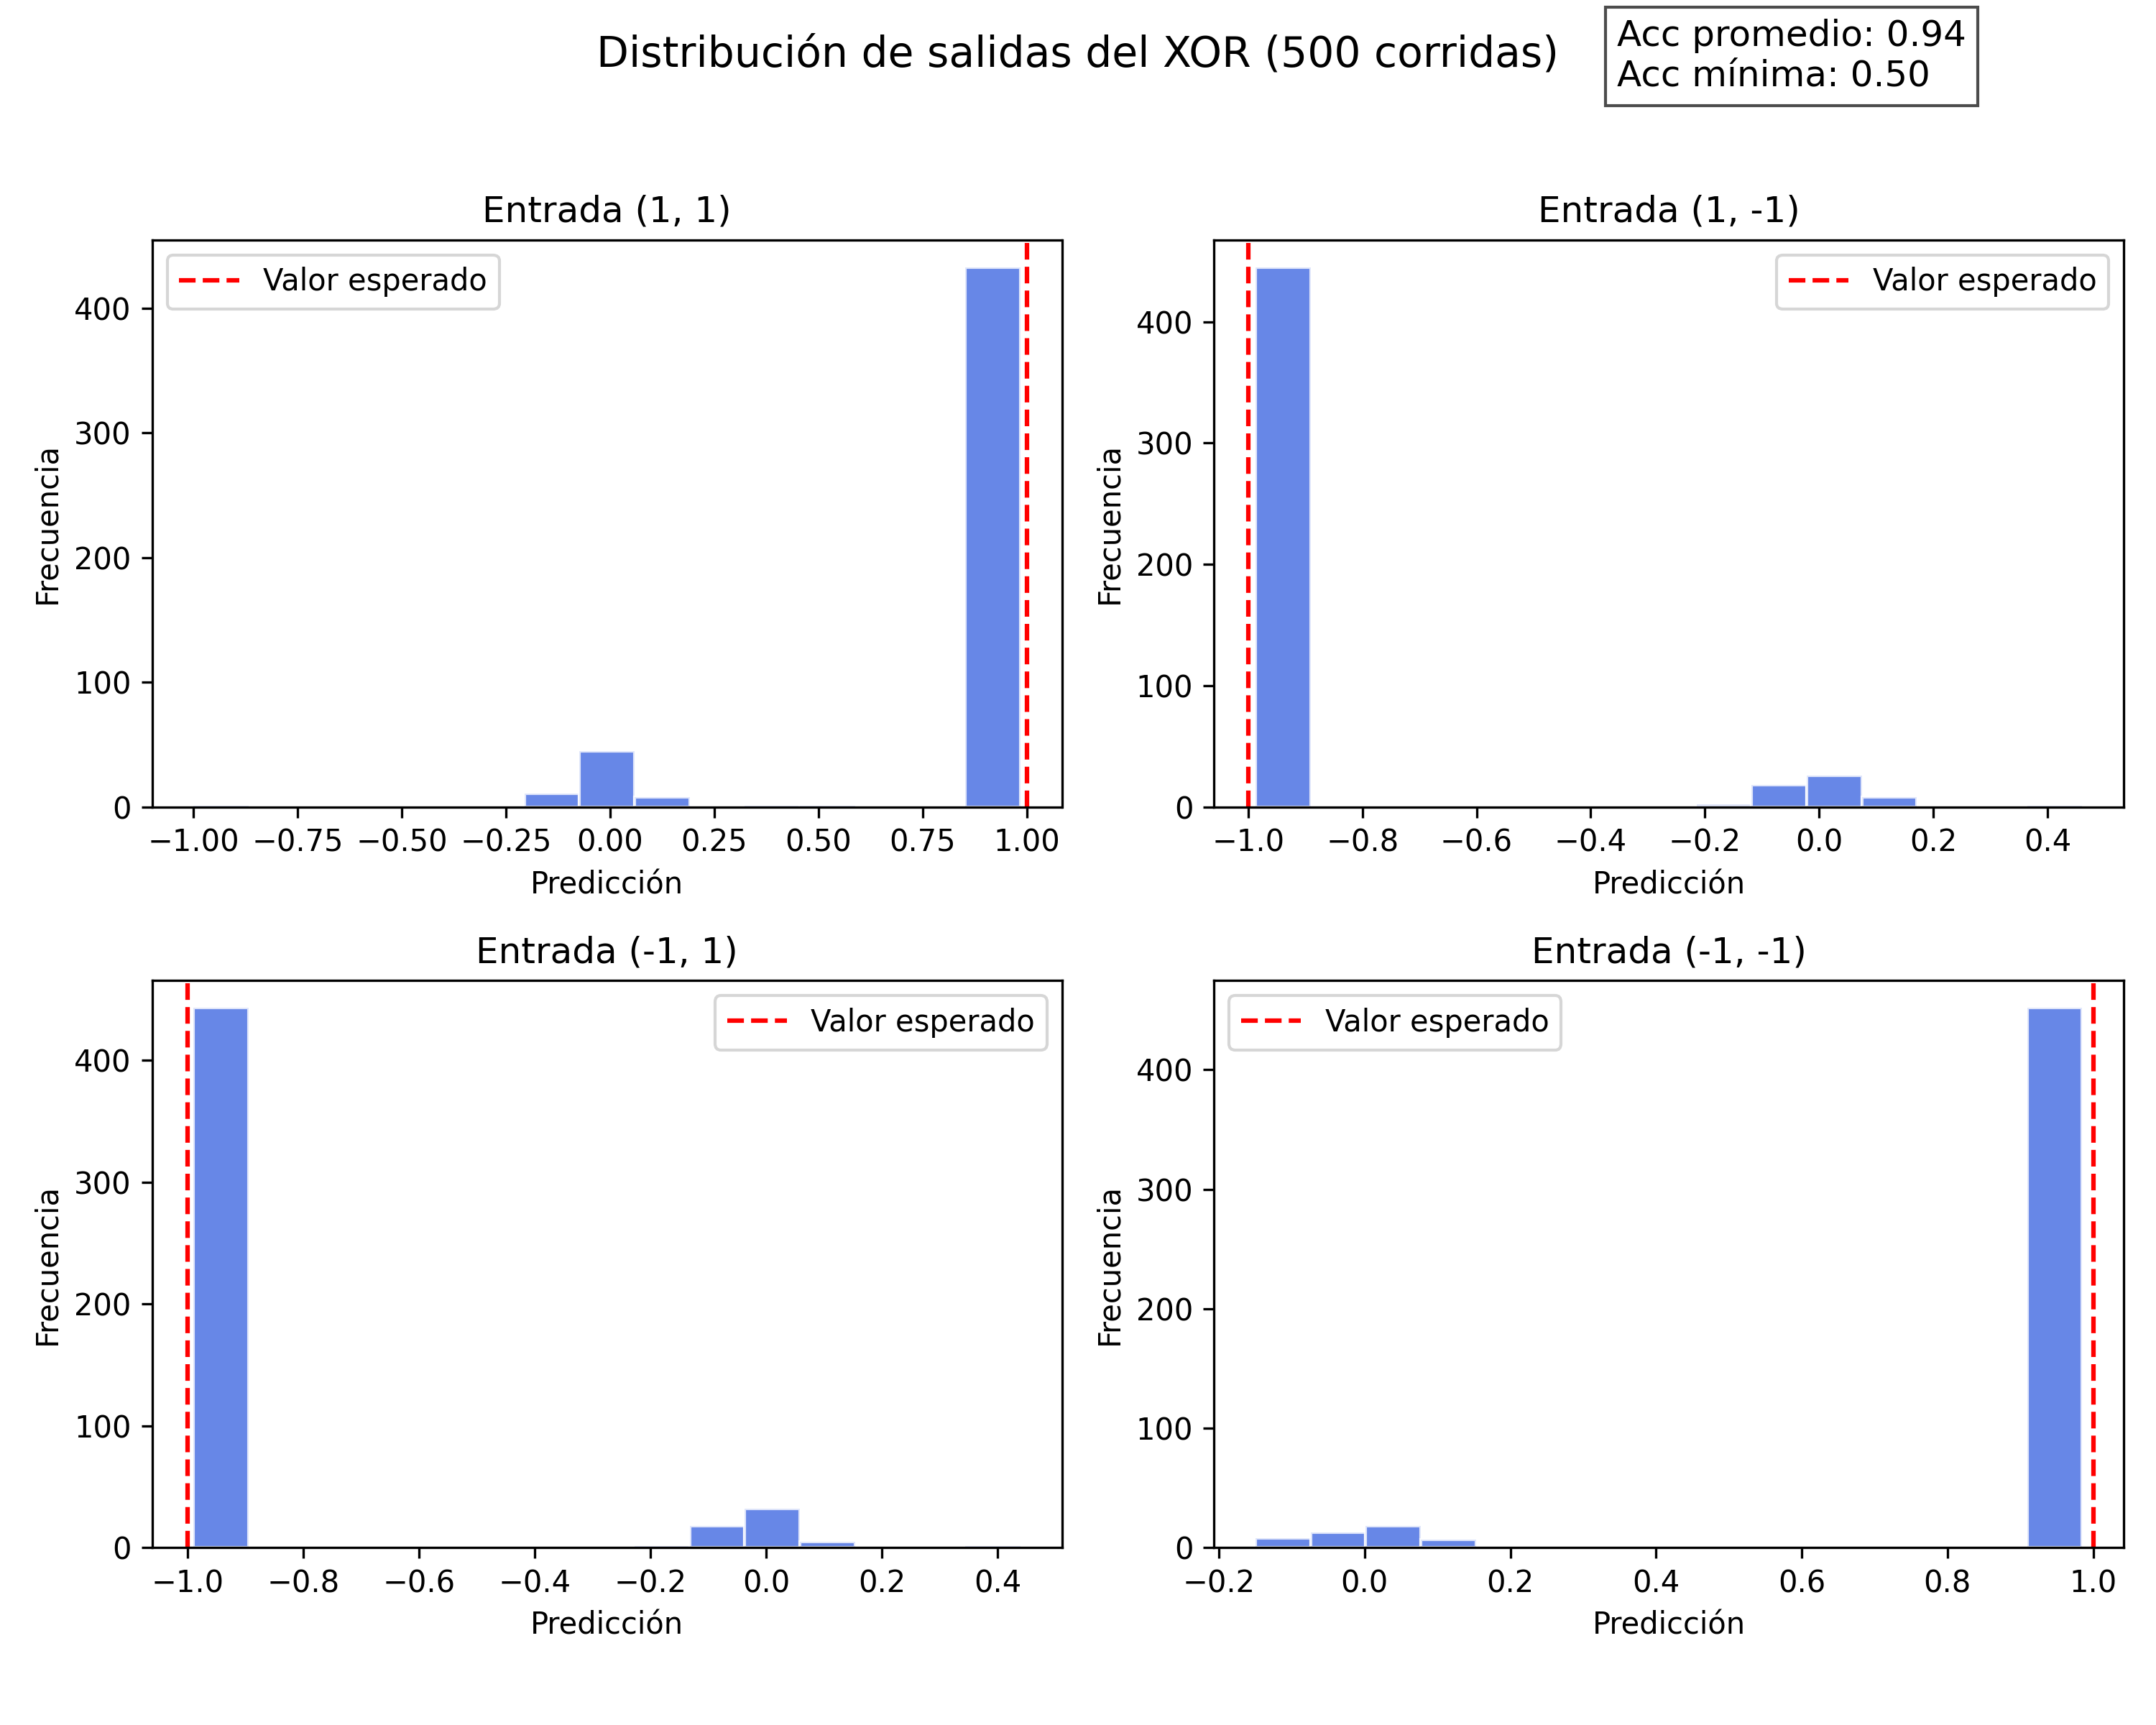 Distribución de salidas del XOR (500 corridas)
Acc promedio: 0.94
Acc mínima: 0.50
Entrada (1, 1)
Valor esperado
Frecuencia
400
300
200
100
0
−1.00 −0.75 −0.50 −0.25 0.00 0.25 0.50 0.75 1.00
Predicción
Entrada (1, -1)
Valor esperado
Frecuencia
400
300
200
100
0
−1.0 −0.8 −0.6 −0.4 −0.2 0.0 0.2 0.4
Predicción
Entrada (-1, 1)
Valor esperado
Frecuencia
400
300
200
100
0
−1.0 −0.8 −0.6 −0.4 −0.2 0.0 0.2 0.4
Predicción
Entrada (-1, -1)
Valor esperado
Frecuencia
400
300
200
100
0
−0.2 0.0 0.2 0.4 0.6 0.8 1.0
Predicción